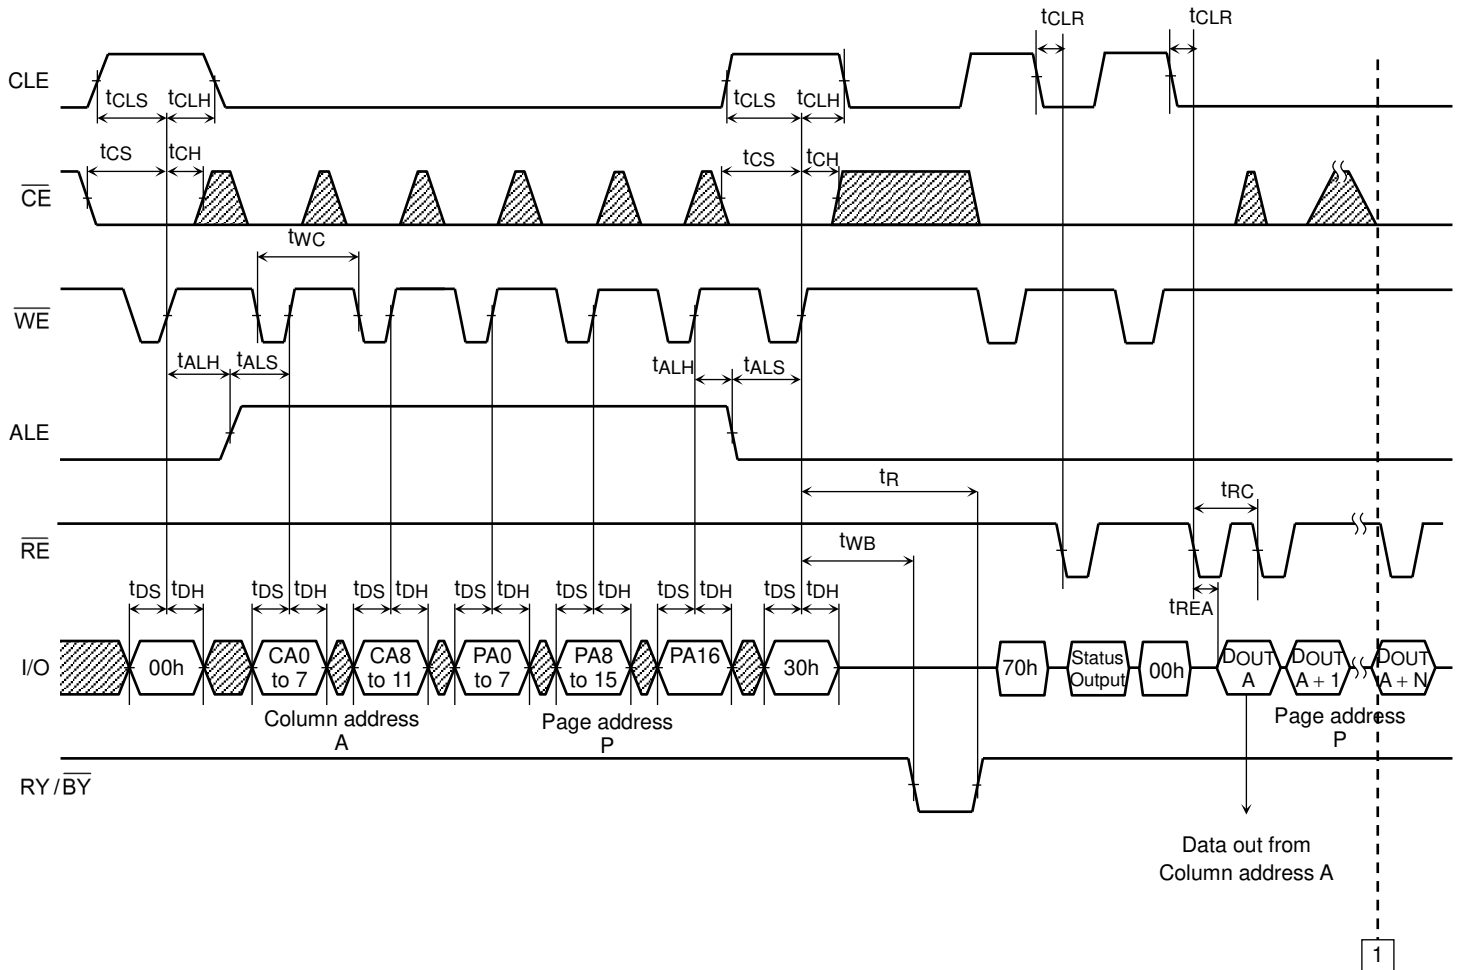 tCLR tCLR
CLE
tCLS tCLH tCLS tCLH
tCS tCH tCS tCH
CE
tWC
WE
tALH tALS tALH tALS
ALE
tR
tRC
RE
tWB
tDS tDH tDS tDH tDS tDH tDS tDH tDS tDH tDS tDH tDS tDH
tREA
I/O
00h
CA0 to 7
CA8 to 11
PA0 to 7
PA8 to 15
PA16
30h
70h
Status Output
00h
DOUT A
DOUT A + 1
DOUT A + N
Column address
A
Page address
P
Page address
P
RY / BY
Data out from
Column address A
1